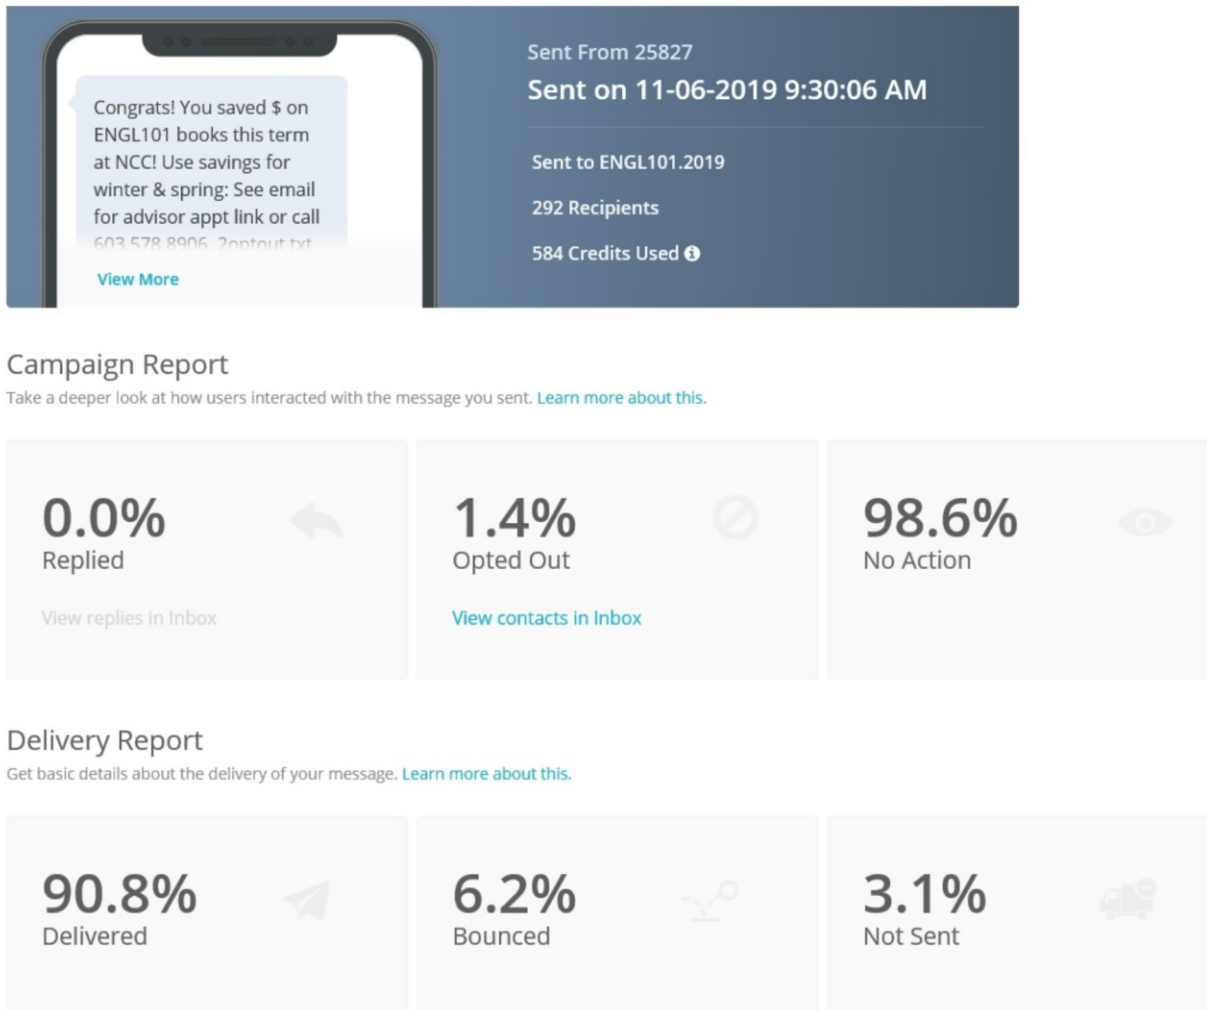 Congrats! You saved $ on
ENGL101 books this term
at NCC! Use savings for
winter & spring: See email
for advisor appt link or call
603.578.8906. 2optout txt
View More
Sent From 25827
Sent on 11-06-2019 9:30:06 AM
Sent to ENGL101.2019
292 Recipients
584 Credits Used
Campaign Report
Take a deeper look at how users interacted with the message you sent. Learn more about this.
0.0%
Replied
View replies in Inbox
1.4%
Opted Out
View contacts in Inbox
98.6%
No Action
Delivery Report
Get basic details about the delivery of your message. Learn more about this.
90.8%
Delivered
6.2%
Bounced
3.1%
Not Sent